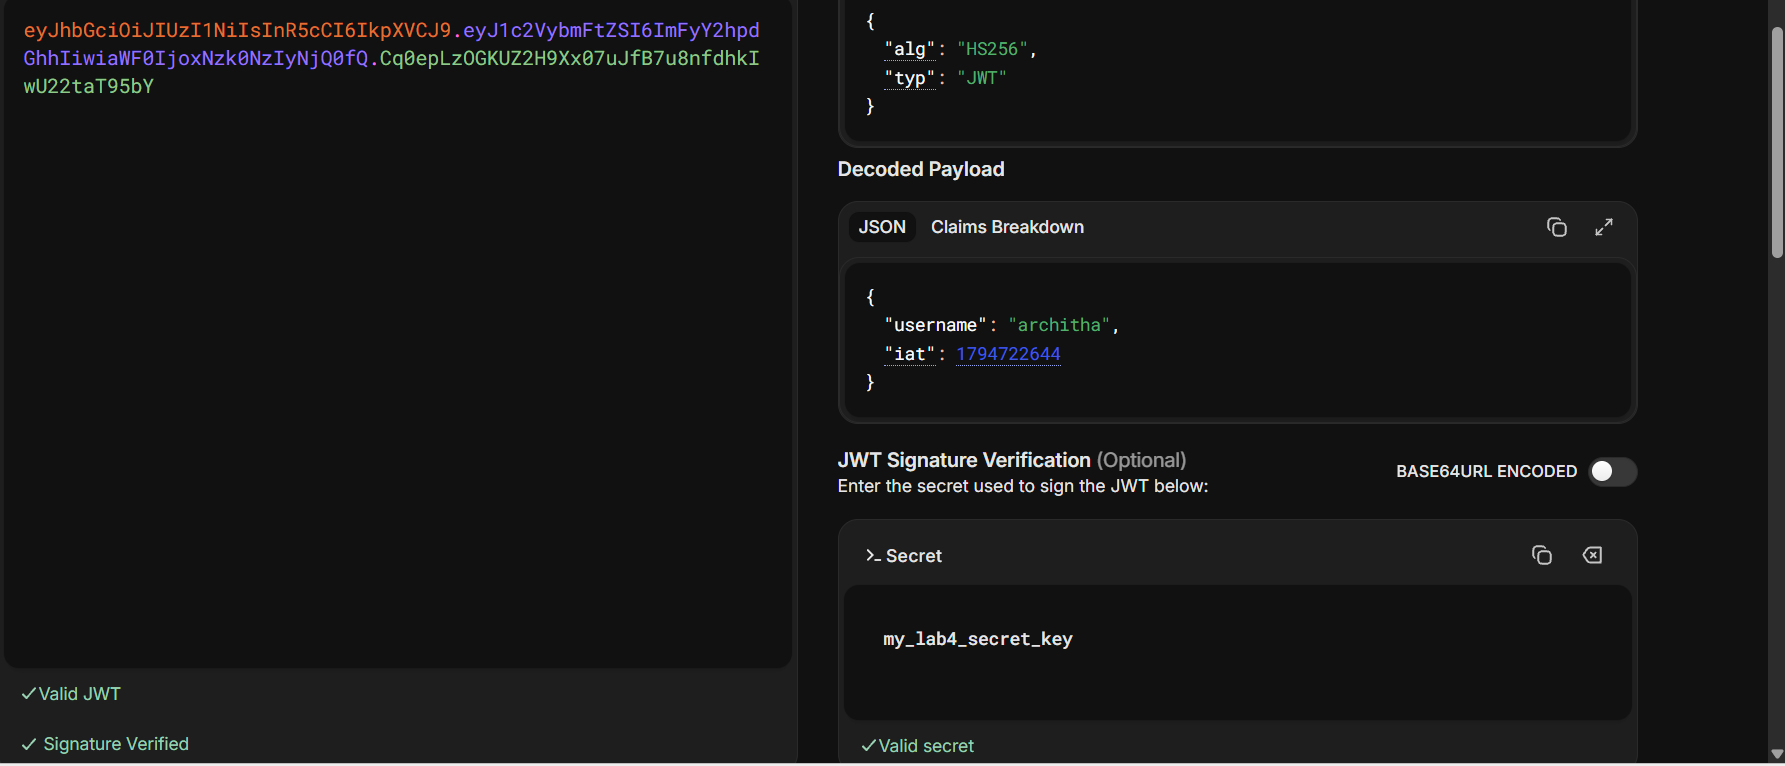 eyJhbGciOiJIUzI1NiIsInR5cCI6IkpXVCJ9.eyJ1c2VybmFtZSI6ImFyY2hpd
GhhIiwiaWF0IjoxNzk0NzIyNjQ0fQ.Cq0epLzOGKUZ2H9Xx07uJfB7u8nfdhkI
wU22taT95bY
✓Valid JWT
✓ Signature Verified
{
"alg": "HS256",
"typ": "JWT"
}
Decoded Payload
JSON Claims Breakdown
{
"username": "architha",
"iat": 1794722644
}
JWT Signature Verification (Optional)
Enter the secret used to sign the JWT below:
BASE64URL ENCODED
>_ Secret
my_lab4_secret_key
✓Valid secret